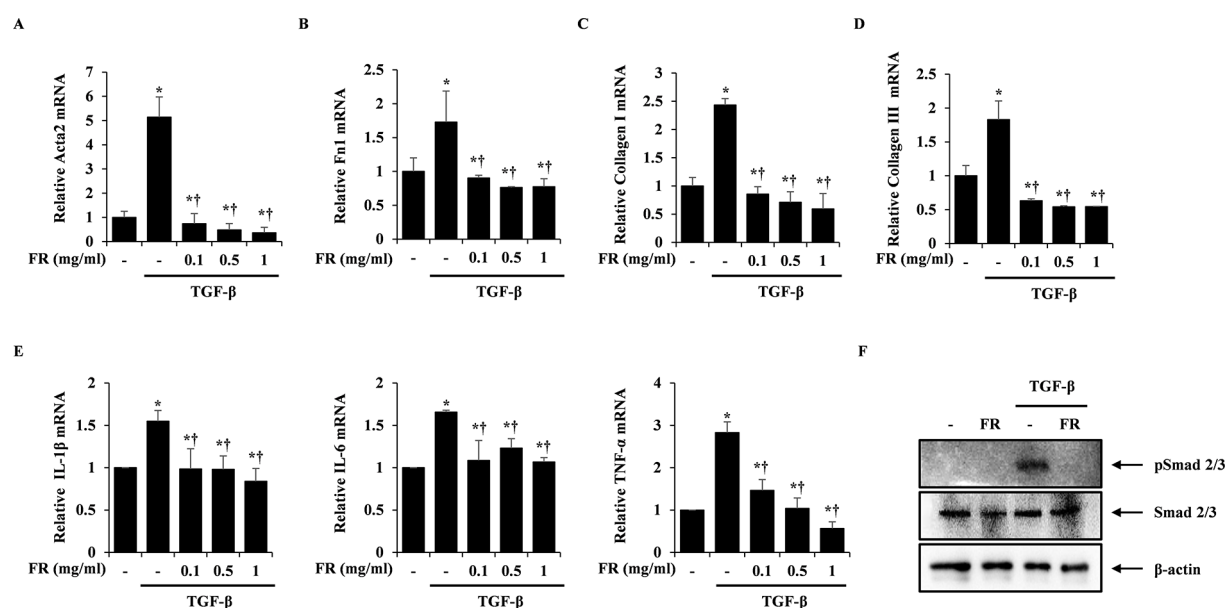 A
Relative Acta2 mRNA
7
6
5
4
3
2
1
0
*
*†
*†
*†
FR (mg/ml) - - 0.1 0.5 1
TGF-β
B
Relative Fn1 mRNA
2.5
2
1.5
1
0.5
0
*
*†
*†
*†
FR (mg/ml) - - 0.1 0.5 1
TGF-β
C
Relative Collagen I mRNA
3
2.5
2
1.5
1
0.5
0
*
*†
*†
*†
FR (mg/ml) - - 0.1 0.5 1
TGF-β
D
Relative Collagen III mRNA
2.5
2
1.5
1
0.5
0
*
*†
*†
*†
FR (mg/ml) - - 0.1 0.5 1
TGF-β
E
Relative IL-1β mRNA
2
1.5
1
0.5
0
*
*†
*†
*†
FR (mg/ml) - - 0.1 0.5 1
TGF-β
Relative IL-6 mRNA
2
1.5
1
0.5
0
*
*†
*†
*†
FR (mg/ml) - - 0.1 0.5 1
TGF-β
Relative TNF-α mRNA
4
3
2
1
0
*
*†
*†
*†
FR (mg/ml) - - 0.1 0.5 1
TGF-β
F
TGF-β
- FR - FR
pSmad 2/3
Smad 2/3
β-actin